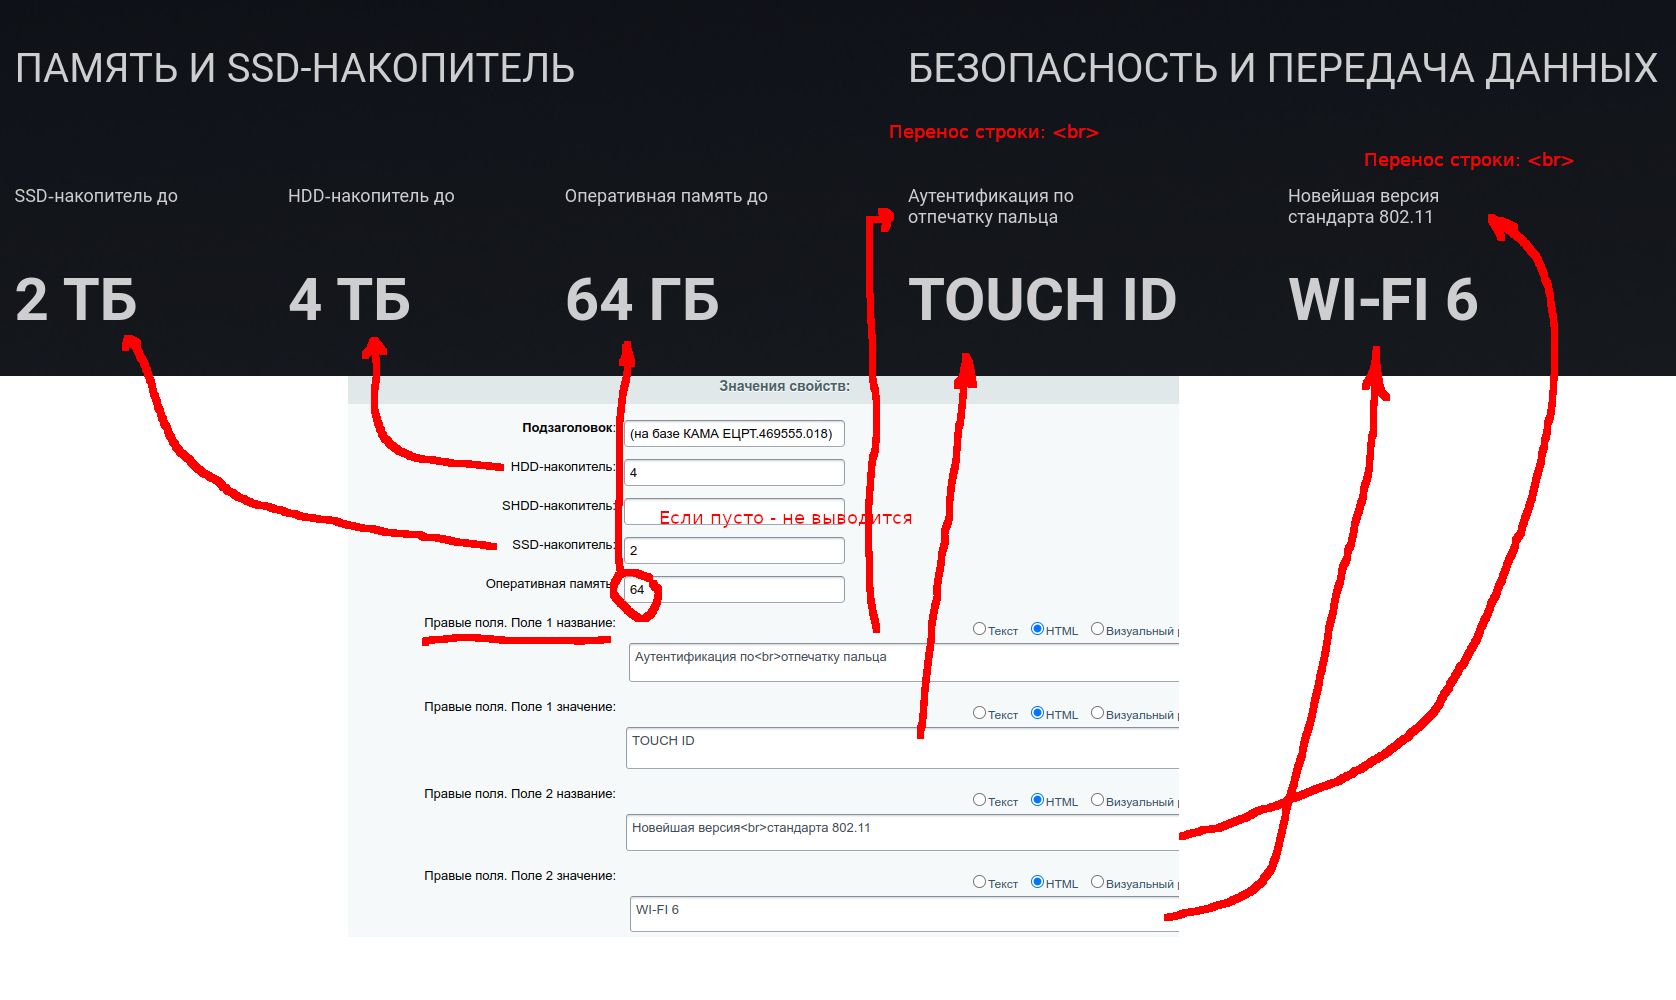 ПАМЯТЬ И SSD-НАКОПИТЕЛЬ
БЕЗОПАСНОСТЬ И ПЕРЕДАЧА ДАННЫХ
Перенос строки: <br>
Перенос строки: <br>
SSD-накопитель до
HDD-накопитель до
Оперативная память до
Аутентификация по
отпечатку пальца
Новейшая версия
стандарта 802.11
2 ТБ
4 ТБ
64 ГБ
TOUCH ID
WI-FI 6
Значения свойств:
Подзаголовок:
(на базе КАМА ЕЦРТ.469555.018)
HDD-накопитель:
4
SHDD-накопитель:
Если пусто - не выводится
SSD-накопитель:
2
Оперативная память
64
Правые поля. Поле 1 название:
Текст HTML Визуальный
Аутентификация по<br>отпечатку пальца
Правые поля. Поле 1 значение:
Текст HTML Визуальный
TOUCH ID
Правые поля. Поле 2 название:
Текст HTML Визуальный
Новейшая версия<br>стандарта 802.11
Правые поля. Поле 2 значение:
Текст HTML Визуальный
WI-FI 6